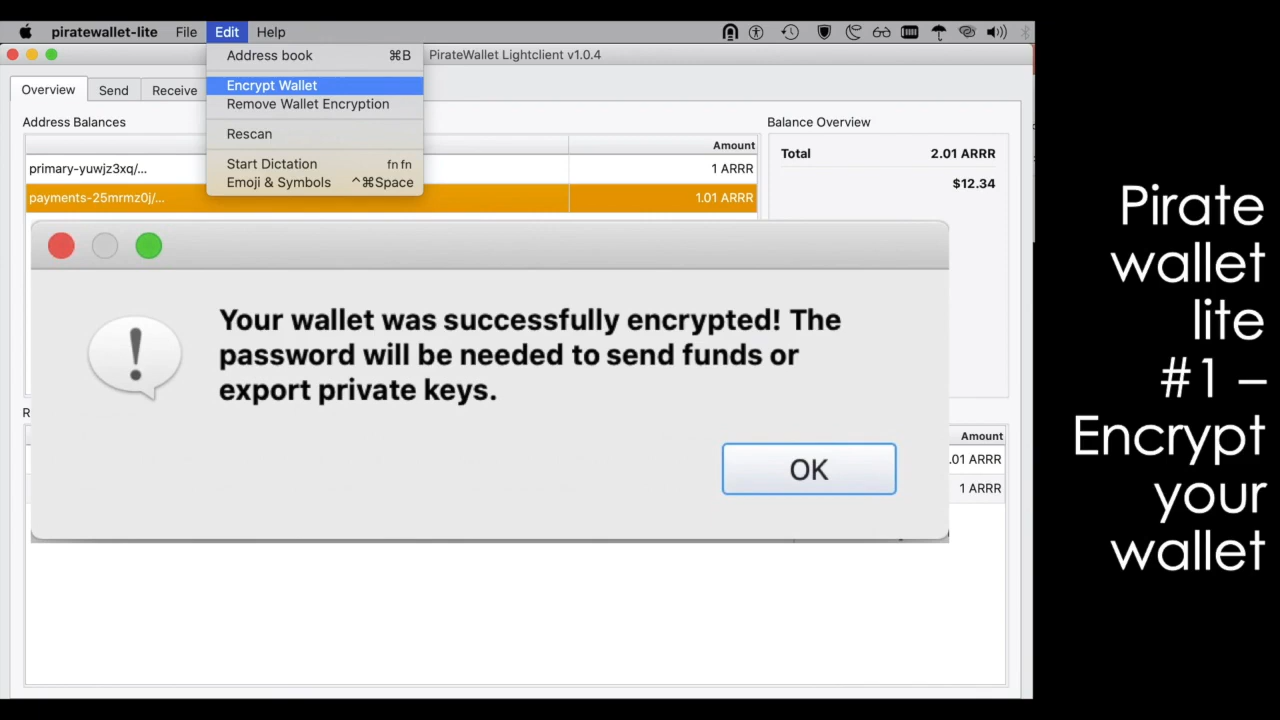 piratewallet-lite File Edit Help
Address book ⌘B
PirateWallet Lightclient v1.0.4
Encrypt Wallet
Overview Send Receive
Remove Wallet Encryption
Address Balances
Balance Overview
Rescan
Amount
Total 2.01 ARRR
Start Dictation fn fn
primary-yuwjz3xq/... 1 ARRR
Emoji & Symbols ^⌘Space
$12.34
payments-25mrmz0j/... 1.01 ARRR
Your wallet was successfully encrypted! The
password will be needed to send funds or
export private keys.
R
Amount
.01 ARRR
OK
1 ARRR
Pirate
wallet
lite
#1 –
Encrypt
your
wallet